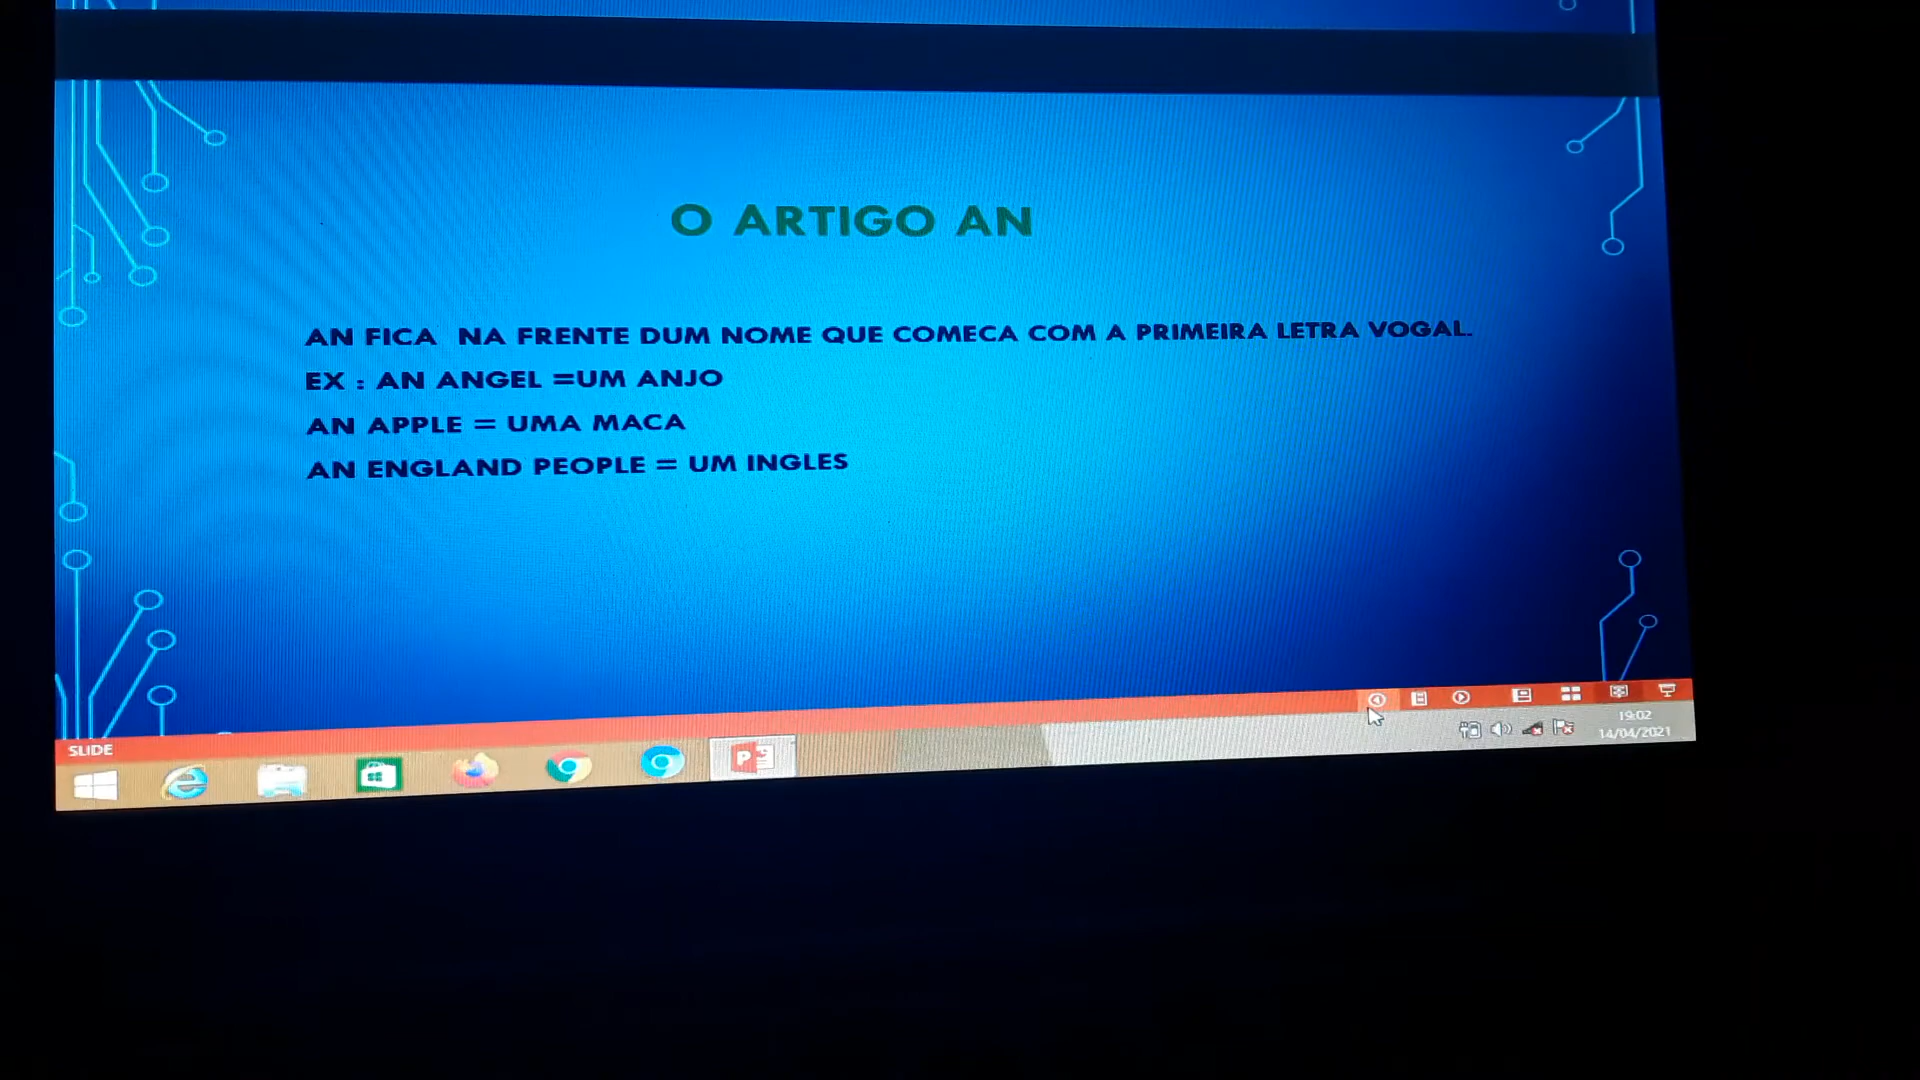 O ARTIGO AN
AN FICA NA FRENTE DUM NOME QUE COMECA COM A PRIMEIRA LETRA VOGAL.
EX : AN ANGEL =UM ANJO
AN APPLE = UMA MACA
AN ENGLAND PEOPLE = UM INGLES
SLIDE
19:02
14/04/2021